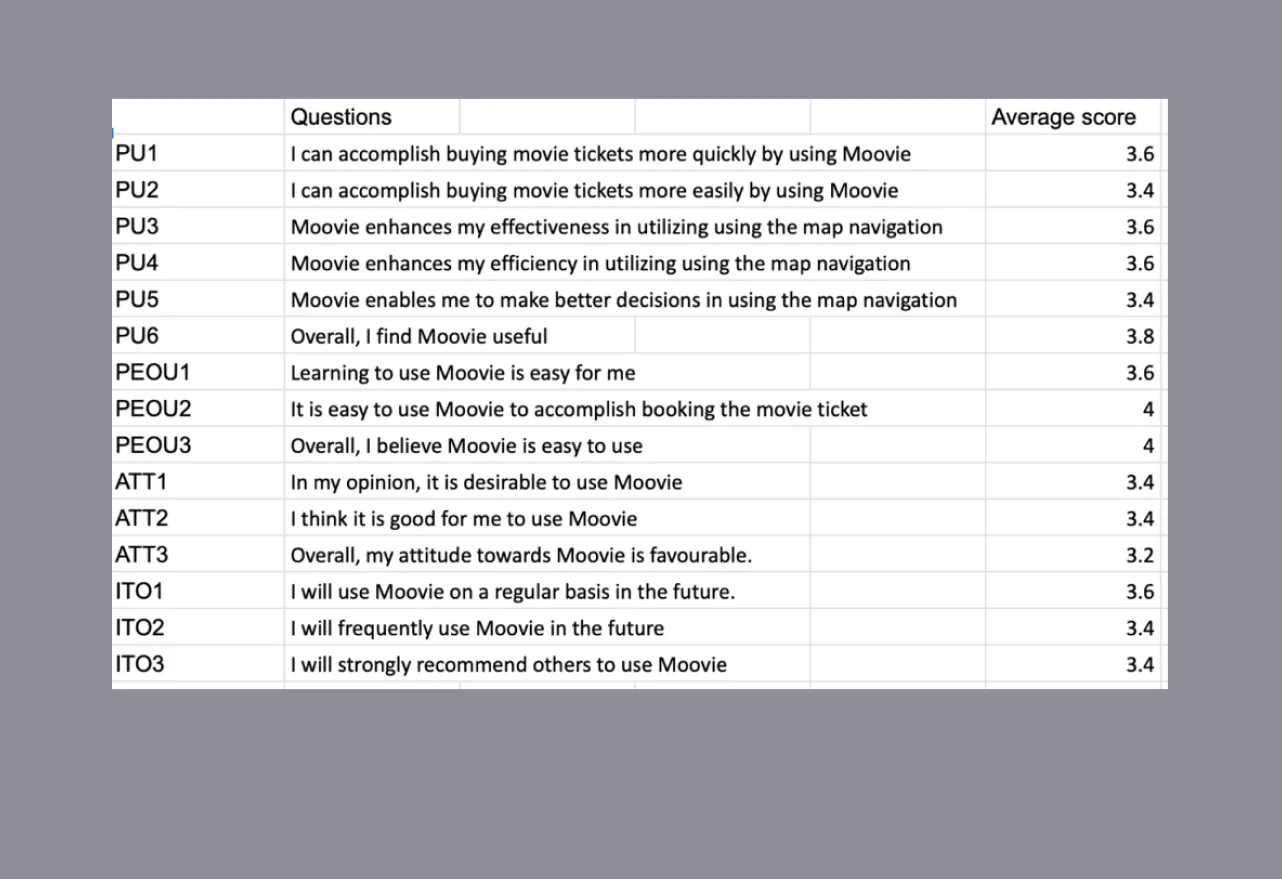 Questions Average score
PU1 I can accomplish buying movie tickets more quickly by using Moovie 3.6
PU2 I can accomplish buying movie tickets more easily by using Moovie 3.4
PU3 Moovie enhances my effectiveness in utilizing using the map navigation 3.6
PU4 Moovie enhances my efficiency in utilizing using the map navigation 3.6
PU5 Moovie enables me to make better decisions in using the map navigation 3.4
PU6 Overall, I find Moovie useful 3.8
PEOU1 Learning to use Moovie is easy for me 3.6
PEOU2 It is easy to use Moovie to accomplish booking the movie ticket 4
PEOU3 Overall, I believe Moovie is easy to use 4
ATT1 In my opinion, it is desirable to use Moovie 3.4
ATT2 I think it is good for me to use Moovie 3.4
ATT3 Overall, my attitude towards Moovie is favourable. 3.2
ITO1 I will use Moovie on a regular basis in the future. 3.6
ITO2 I will frequently use Moovie in the future 3.4
ITO3 I will strongly recommend others to use Moovie 3.4